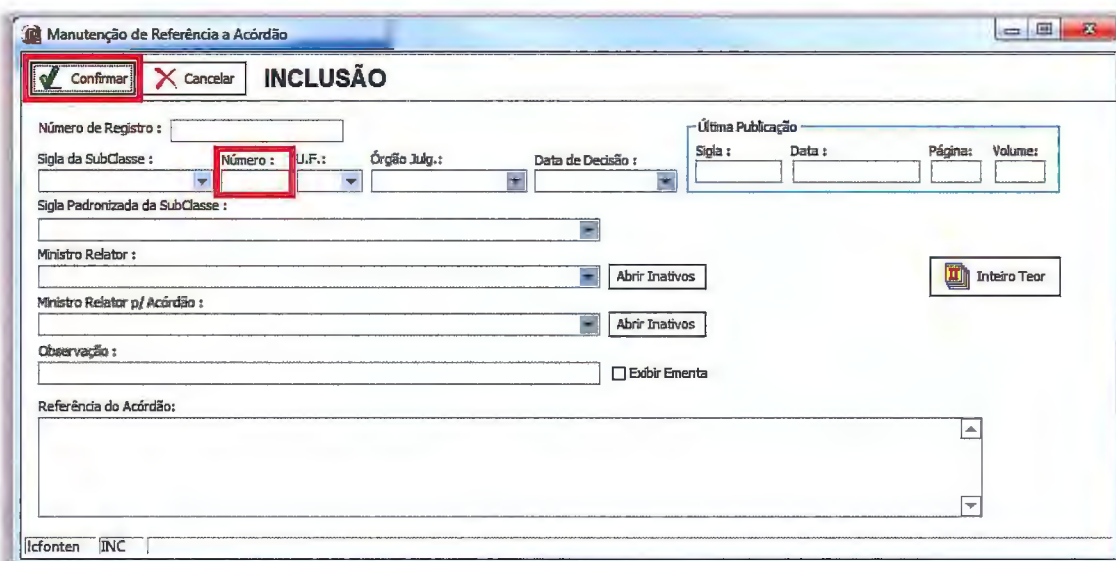 Manutenção de Referência a Acórdão
Confirmar Cancelar INCLUSÃO
Número de Registro :
Última Publicação
Sigla da SubClasse : Número : U.F.: Órgão Julg.: Data de Decisão : Sigla : Data : Página: Volume:
Sigla Padronizada da SubClasse :
Ministro Relator :
Abrir Inativos
Inteiro Teor
Ministro Relator p/ Acórdão :
Abrir Inativos
Observação :
Exibir Ementa
Referência do Acórdão:
lcfonten INC